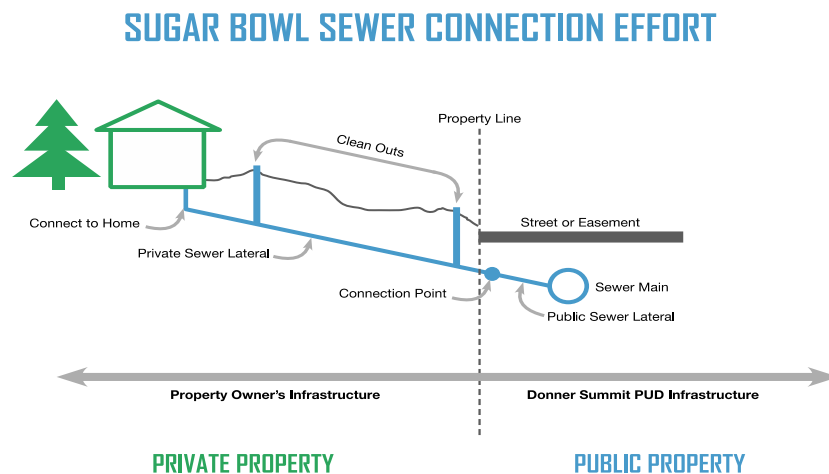 SUGAR BOWL SEWER CONNECTION EFFORT
Property Line
Clean Outs
Street or Easement
Connect to Home
Private Sewer Lateral
Connection Point
Sewer Main
Public Sewer Lateral
Property Owner's Infrastructure
Donner Summit PUD Infrastructure
PRIVATE PROPERTY
PUBLIC PROPERTY